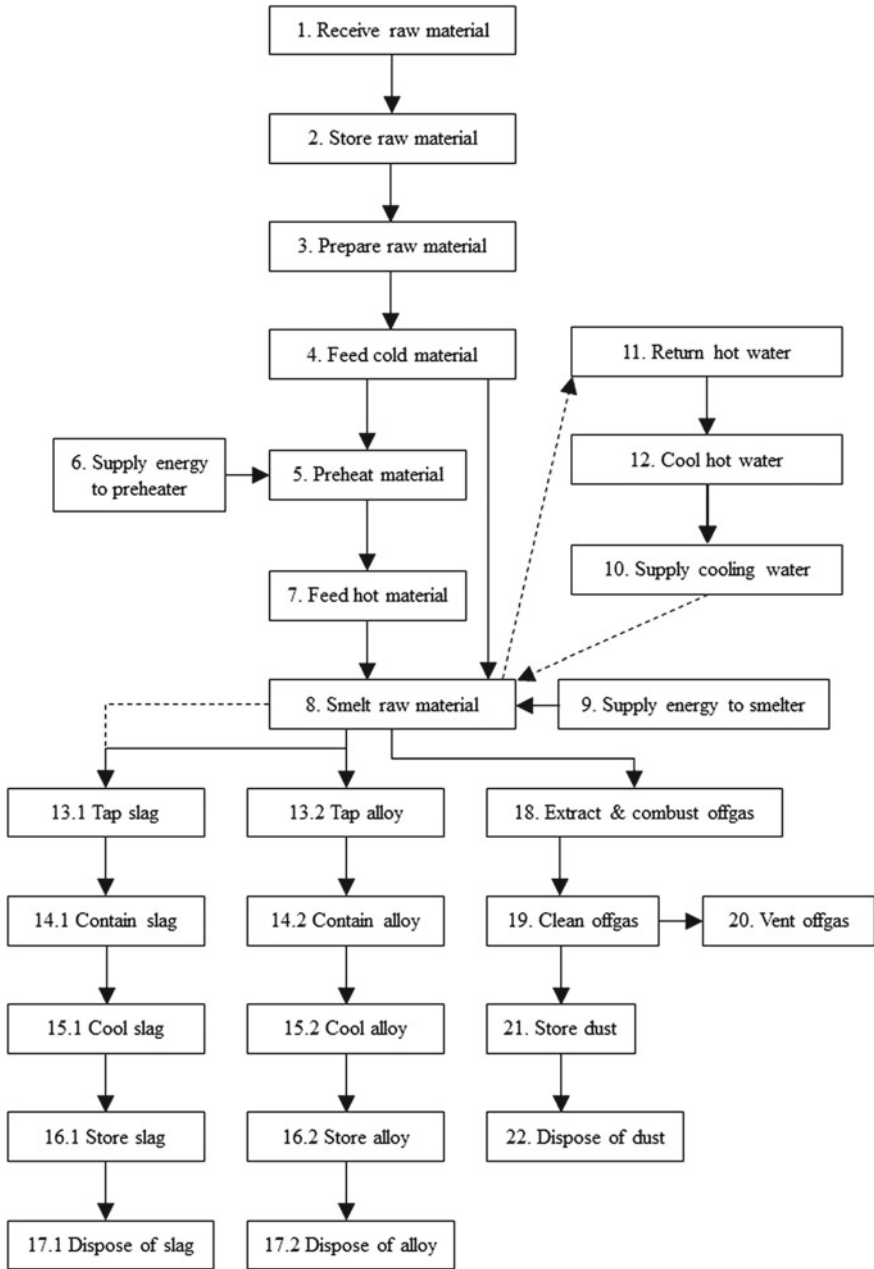 1. Receive raw material
2. Store raw material
3. Prepare raw material
4. Feed cold material
11. Return hot water
6. Supply energy
to preheater
5. Preheat material
12. Cool hot water
7. Feed hot material
10. Supply cooling water
8. Smelt raw material
9. Supply energy to smelter
13.1 Tap slag
13.2 Tap alloy
18. Extract & combust offgas
14.1 Contain slag
14.2 Contain alloy
19. Clean offgas
20. Vent offgas
15.1 Cool slag
15.2 Cool alloy
21. Store dust
16.1 Store slag
16.2 Store alloy
22. Dispose of dust
17.1 Dispose of slag
17.2 Dispose of alloy